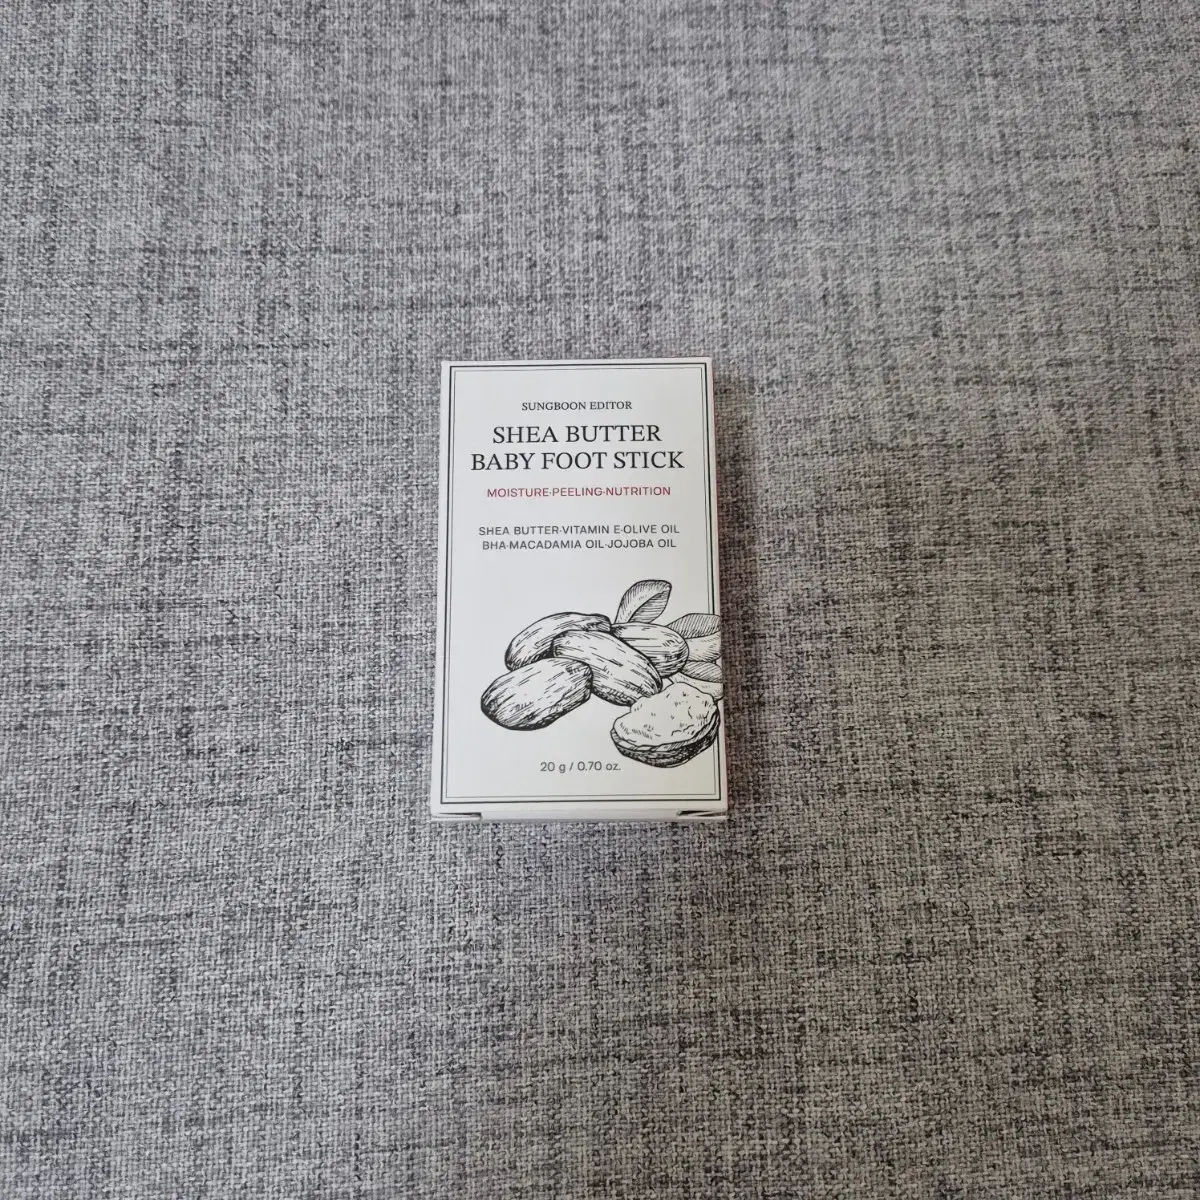 SUNGBOON EDITOR
SHEA BUTTER
BABY FOOT STICK
MOISTURE·PEELING·NUTRITION
SHEA BUTTER·VITAMIN E·OLIVE OIL
BHA·MACADAMIA OIL·JOJOBA OIL
20 g / 0.70 oz.